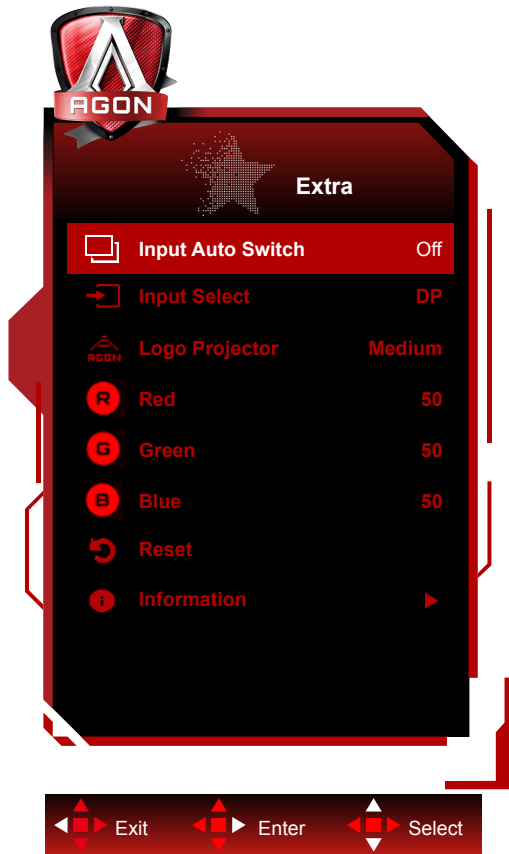 AGON
Extra
Input Auto Switch Off
Input Select DP
AGON Logo Projector Medium
R Red 50
G Green 50
B Blue 50
Reset
i Information
Exit Enter Select